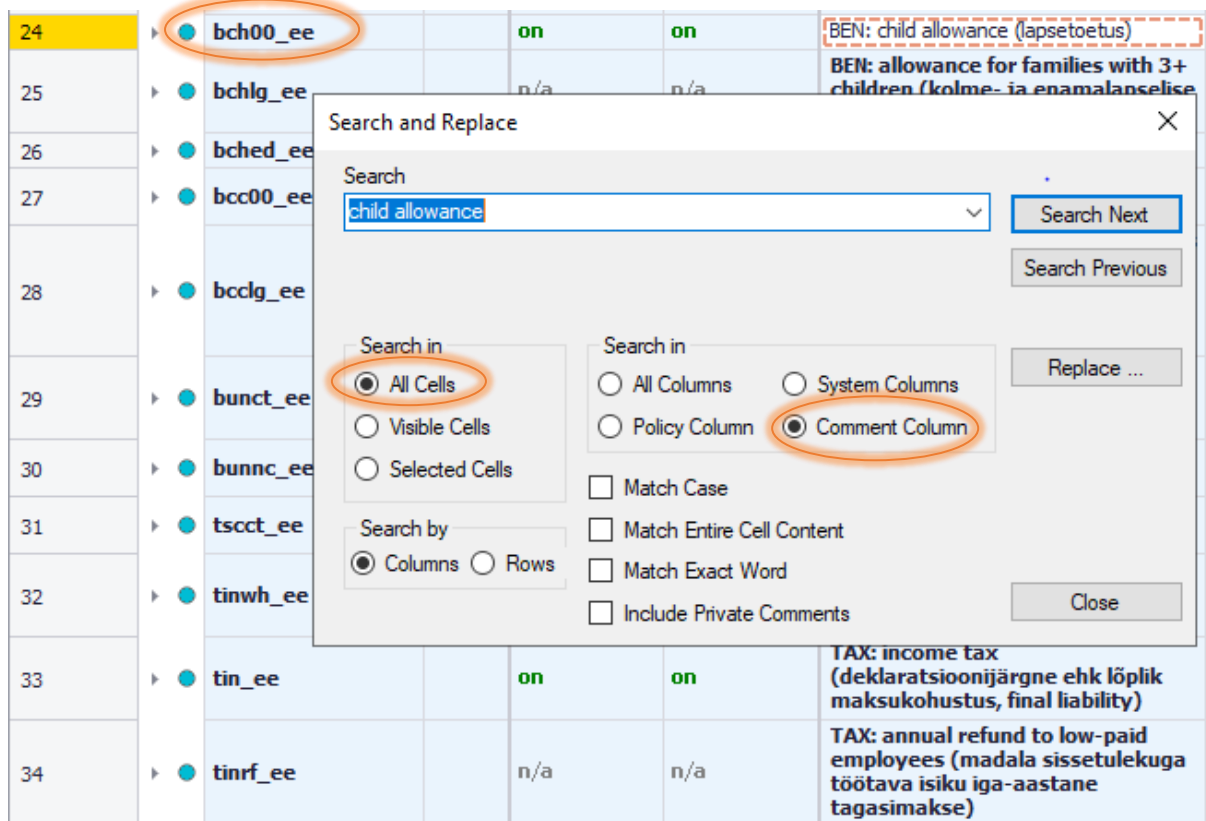 24 bch00_ee on on BEN: child allowance (lapsetoetus)
25 bchlg_ee n/a n/a BEN: allowance for families with 3+
children (kolme- ja enamalapselise
Search and Replace
26 bched_ee
Search
27 bcc00_ee
child allowance
Search Next
Search Previous
28 bcclg_ee
Search in
All Cells
Visible Cells
Selected Cells
Search in
All Columns System Columns
Policy Column Comment Column
Replace ...
29 bunct_ee
30 bunnc_ee
Match Case
Match Entire Cell Content
Match Exact Word
Include Private Comments
31 tscct_ee
Search by
Columns Rows
32 tinwh_ee
Close
33 tin_ee on on TAX: income tax
(deklaratsioonijärgne ehk lõplik
maksukohustus, final liability)
34 tinrf_ee n/a n/a TAX: annual refund to low-paid
employees (madala sissetulekuga
töötava isiku iga-aastane
tagasimakse)